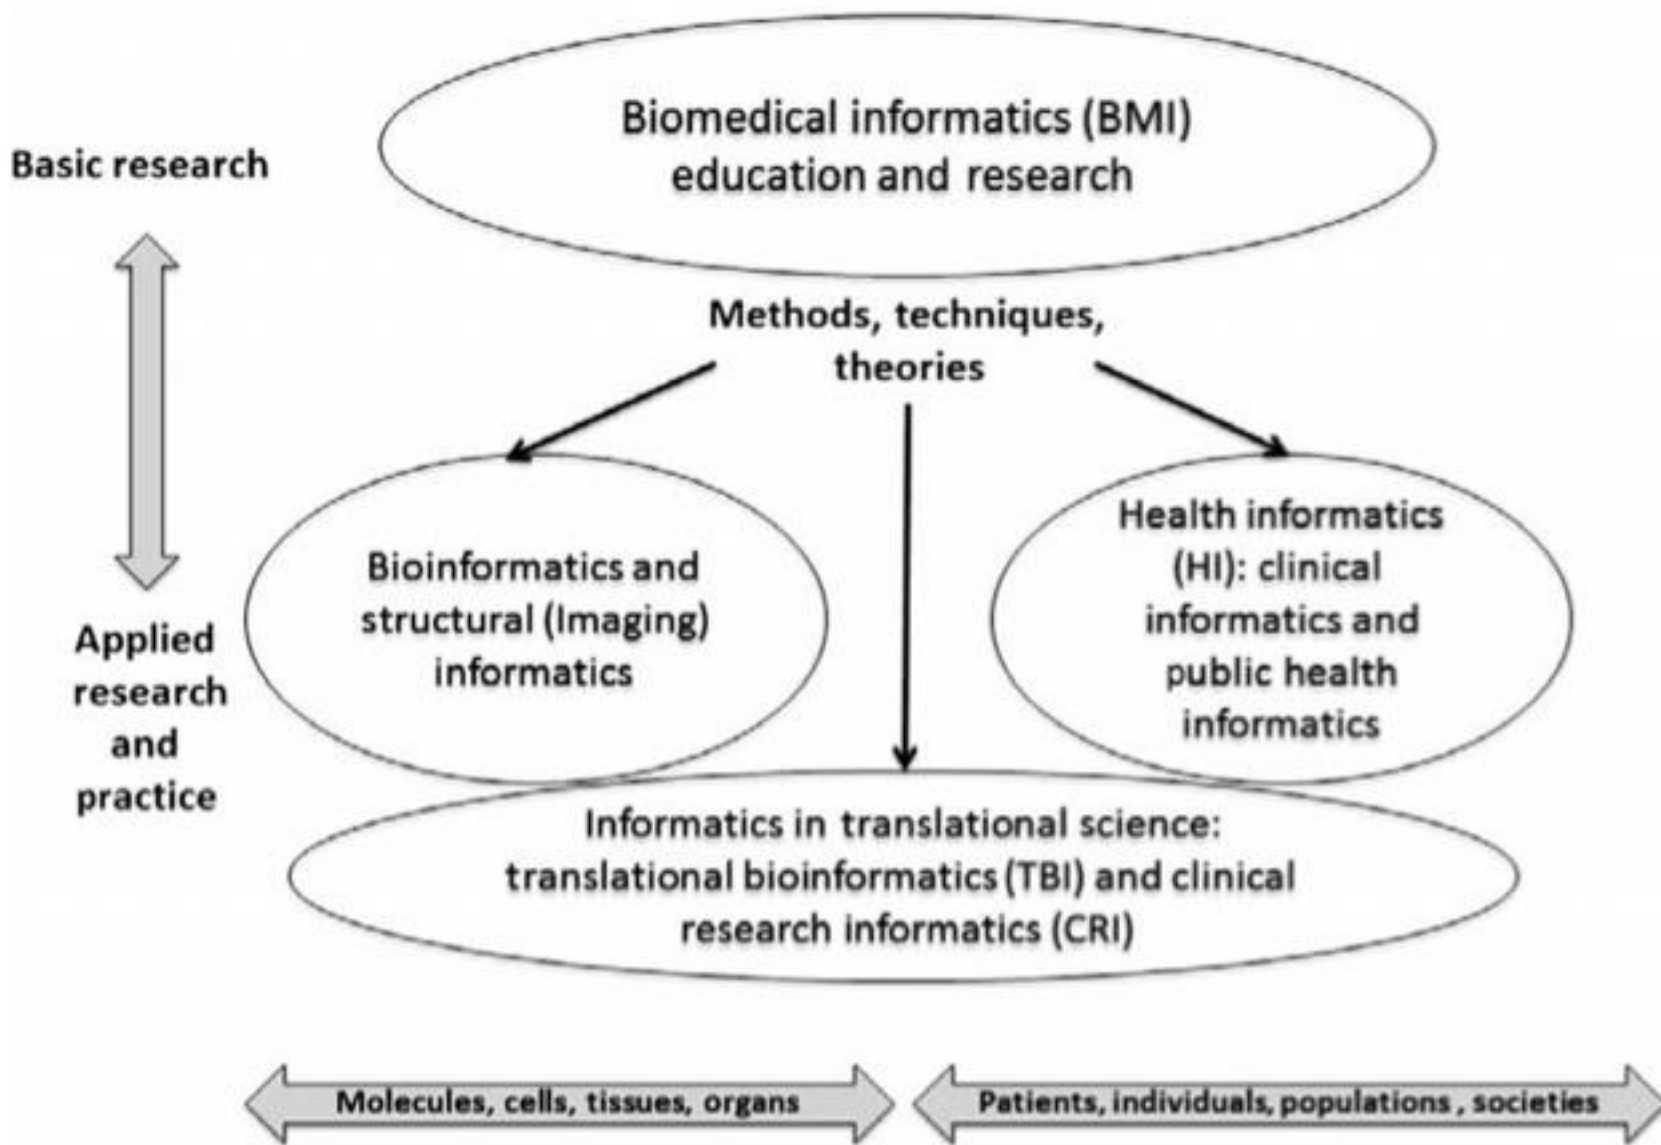 Biomedical informatics (BMI)
education and research
Basic research
Methods, techniques,
theories
Bioinformatics and
structural (Imaging)
informatics
Health informatics
(HI): clinical
informatics and
public health
informatics
Applied
research
and
practice
Informatics in translational science:
translational bioinformatics (TBI) and clinical
research informatics (CRI)
Molecules, cells, tissues, organs
Patients, individuals, populations , societies